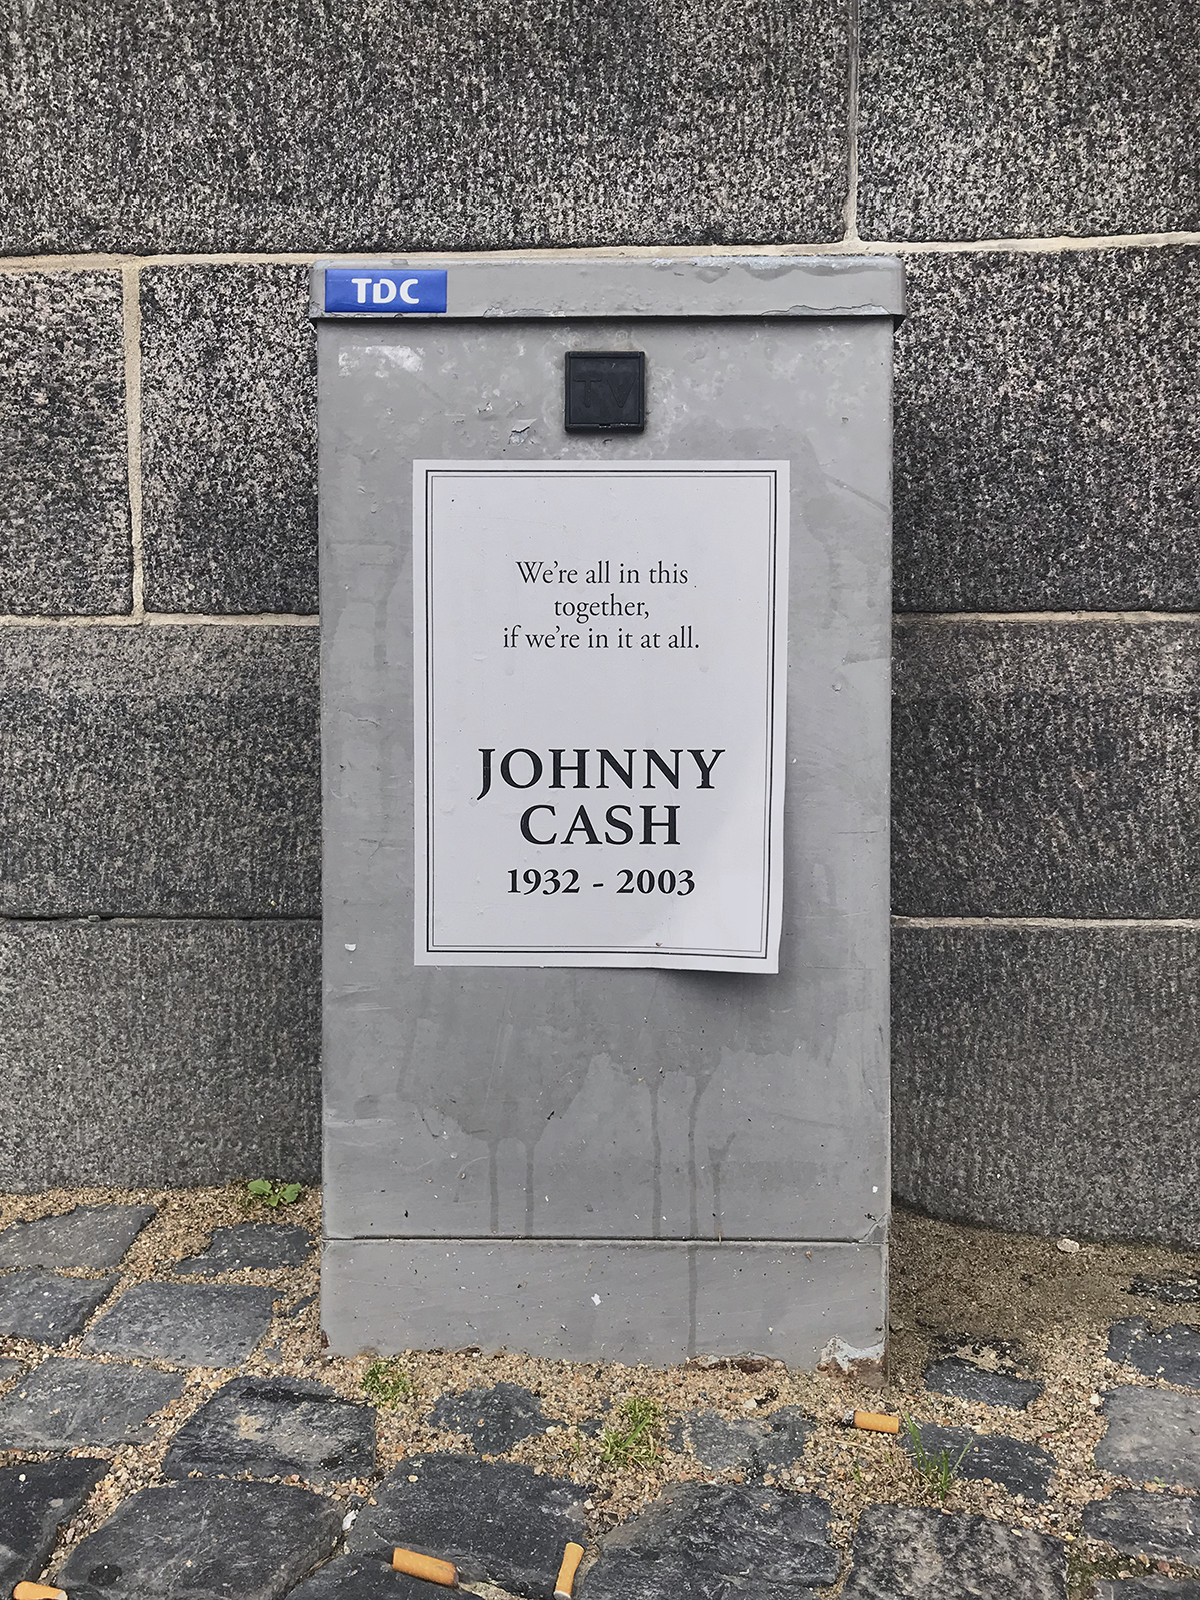 TDC
TV
We're all in this
together,
if we're in it at all.
JOHNNY
CASH
1932 - 2003